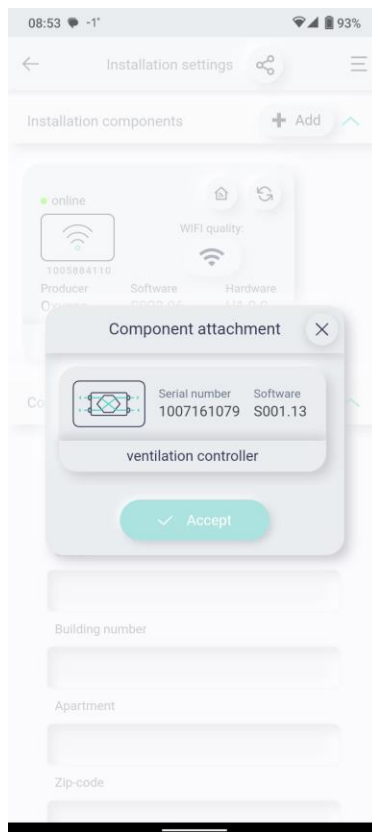 08:53 -1° 93%
Installation settings
Installation components Add
online
WIFI quality:
1005884110
Producer Software Hardware
Component attachment
Serial number Software
1007161079 S001.13
ventilation controller
Accept
Building number
Apartment
Zip-code